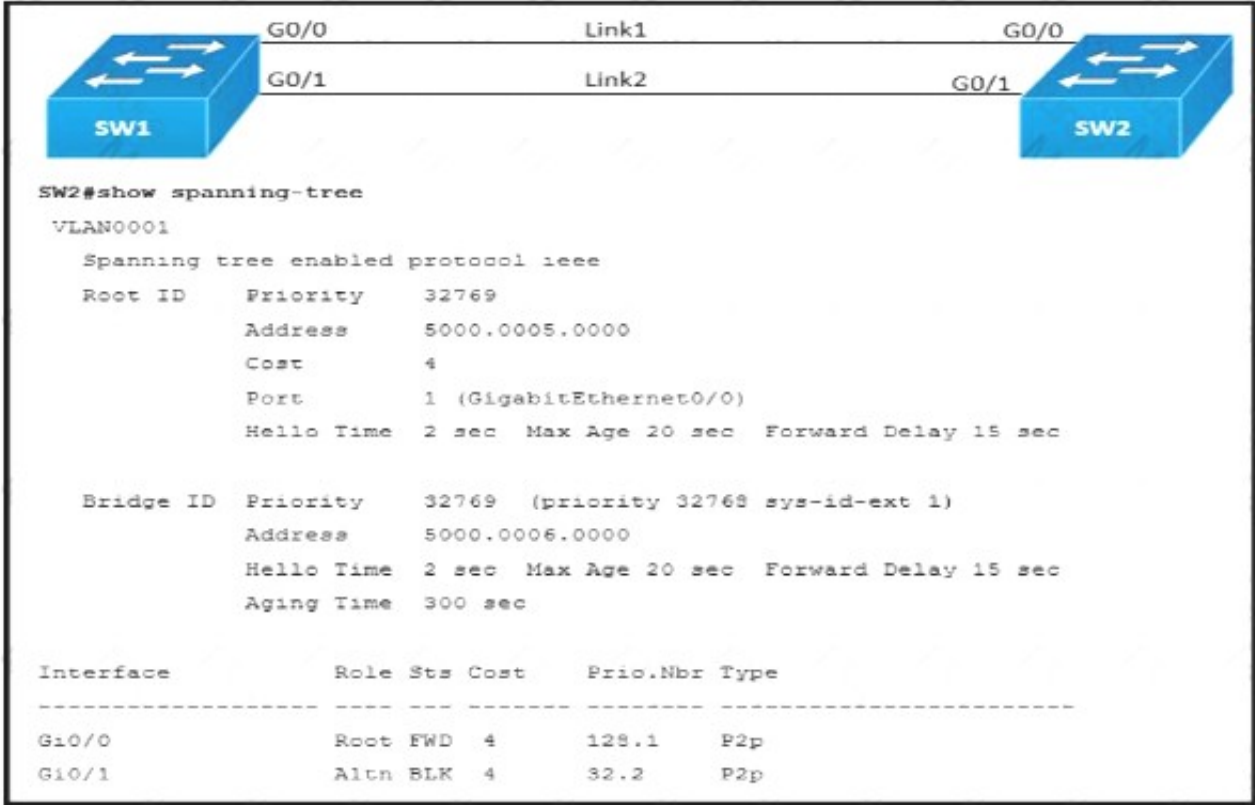 G0/0 Link1 G0/0
G0/1 Link2 G0/1
SW1 SW2
SW2#show spanning-tree
VLAN0001
Spanning tree enabled protocol ieee
Root ID Priority 32769
Address 5000.0005.0000
Cost 4
Port 1 (GigabitEthernet0/0)
Hello Time 2 sec Max Age 20 sec Forward Delay 15 sec
Bridge ID Priority 32769 (priority 32768 sys-id-ext 1)
Address 5000.0006.0000
Hello Time 2 sec Max Age 20 sec Forward Delay 15 sec
Aging Time 300 sec
Interface Role Sts Cost Prio.Nbr Type
------------------- ---- --- ------- -------- ------------------------
Gi0/0 Root FWD 4 128.1 P2p
Gi0/1 Altn BLK 4 32.2 P2p